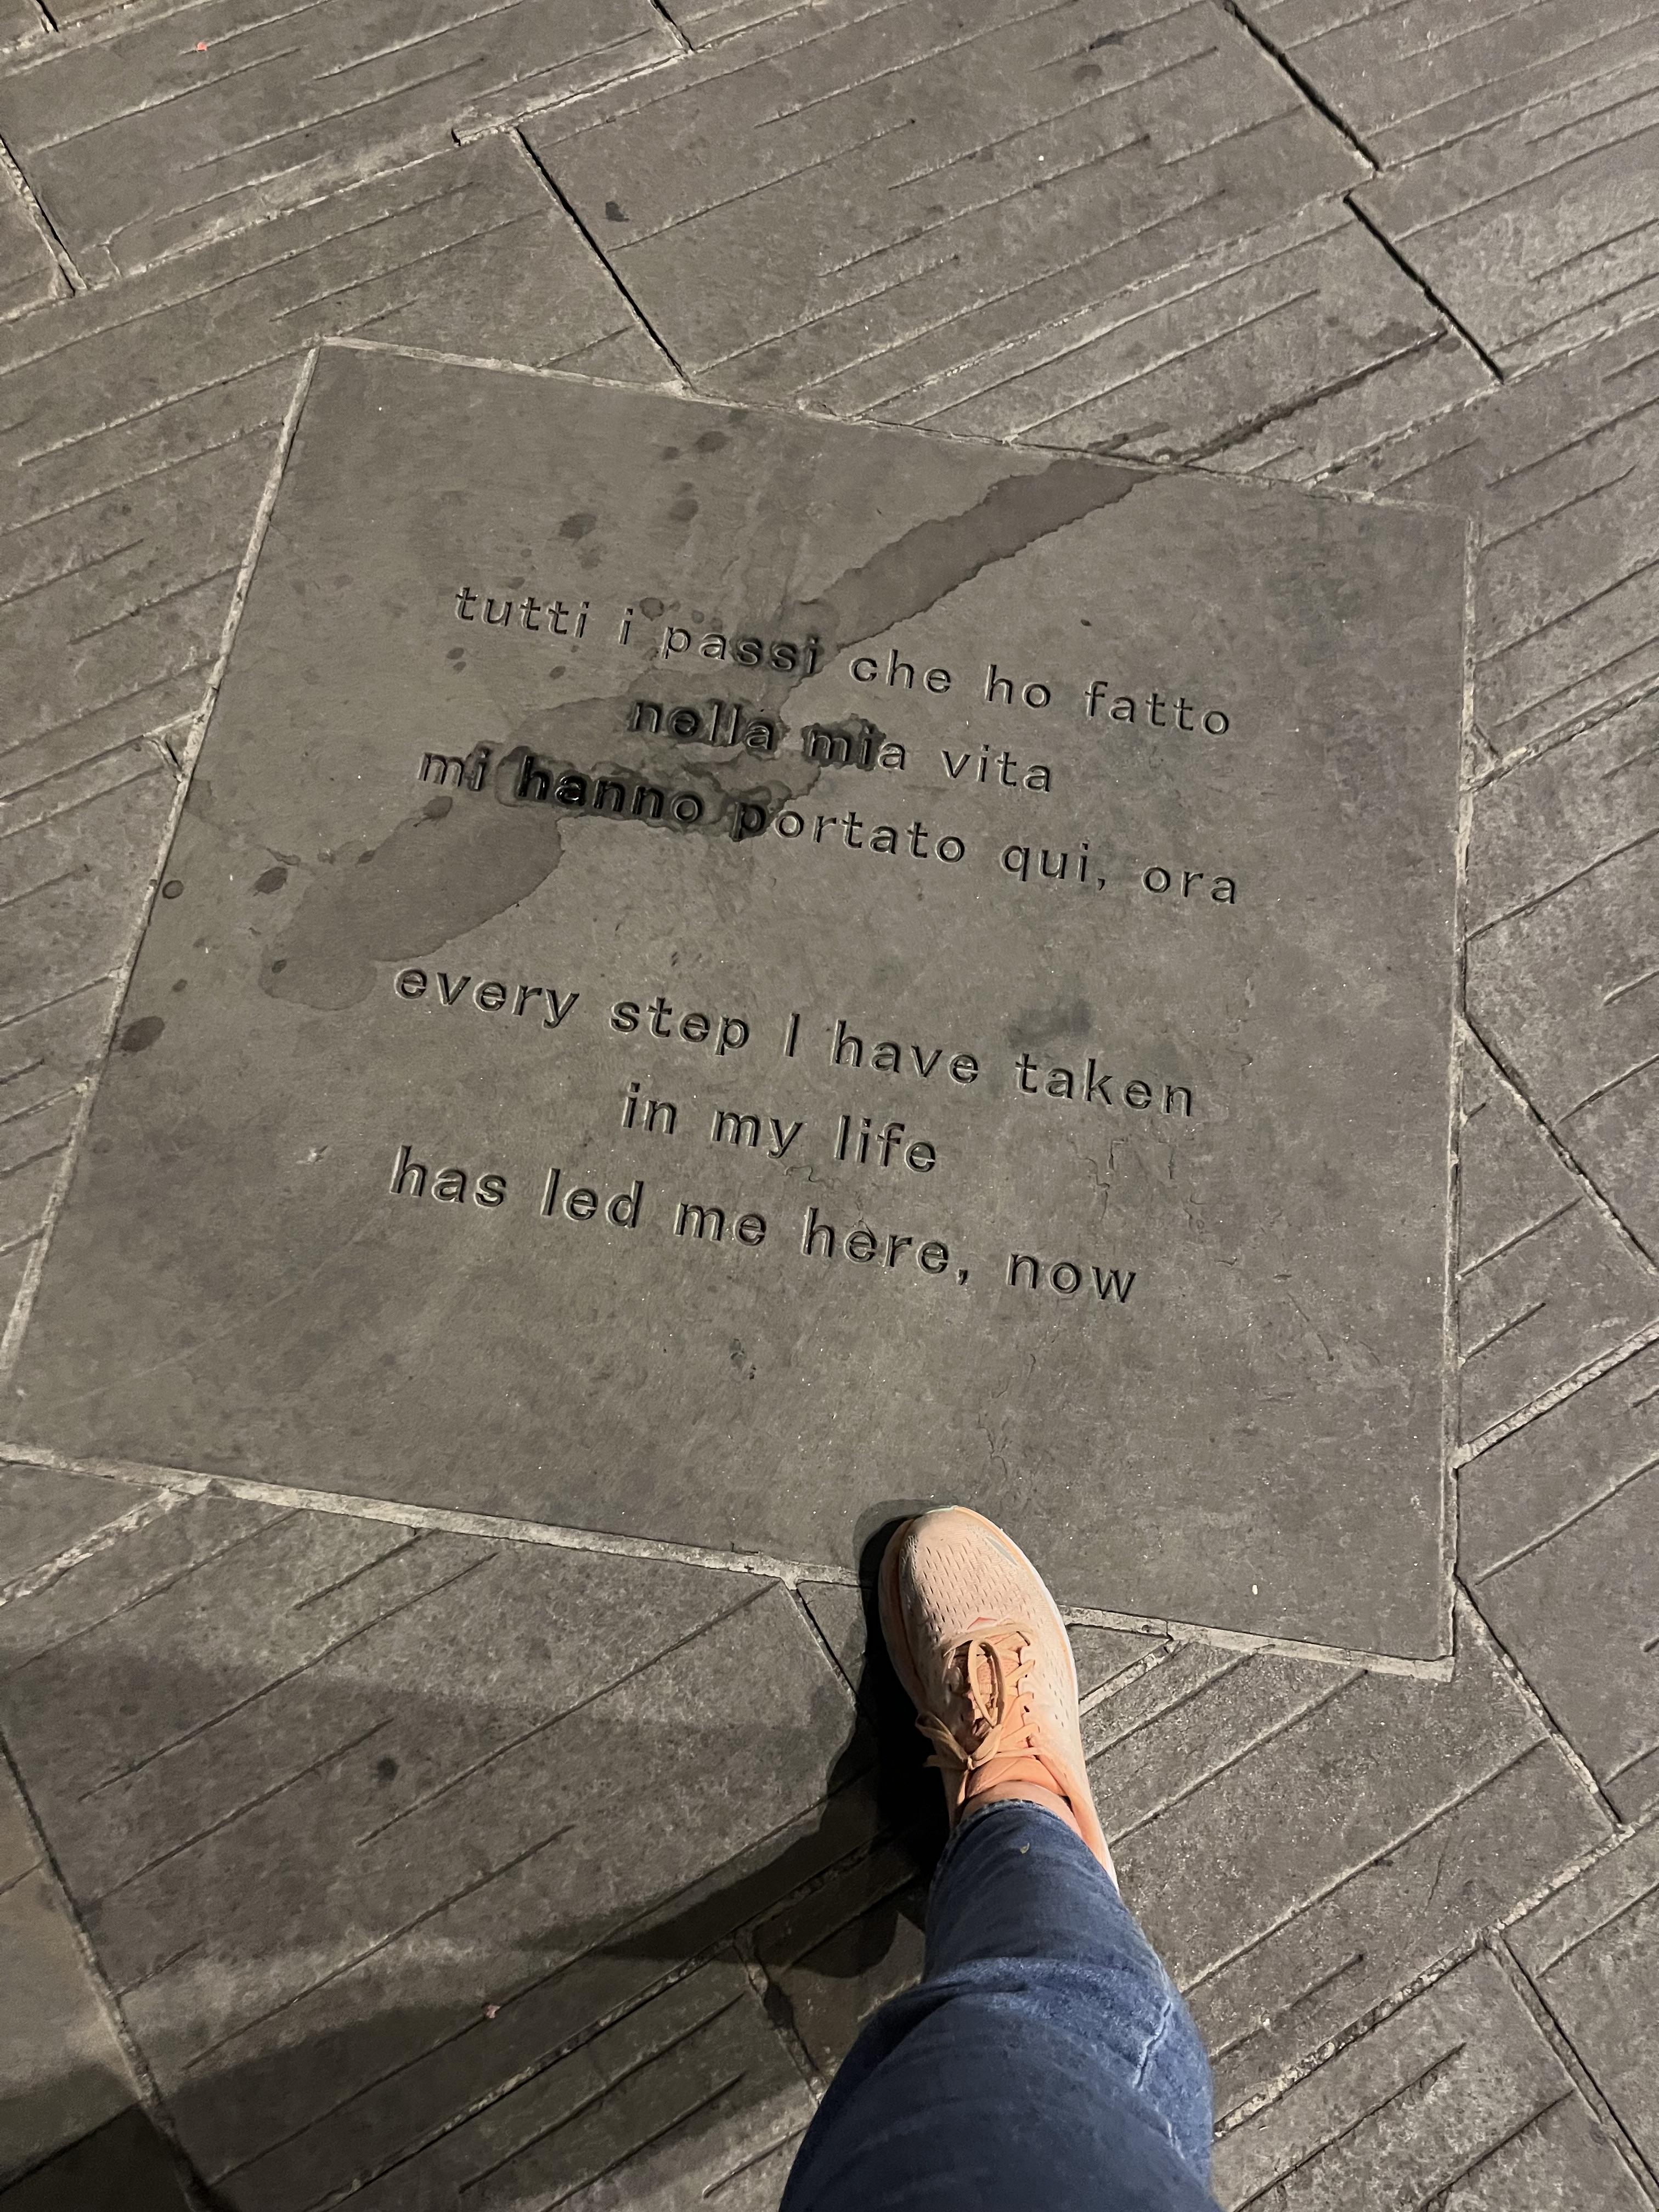 tutti i passi che ho fatto
nella mia vita
mi hanno portato qui, ora
every step I have taken
in my life
has led me here, now